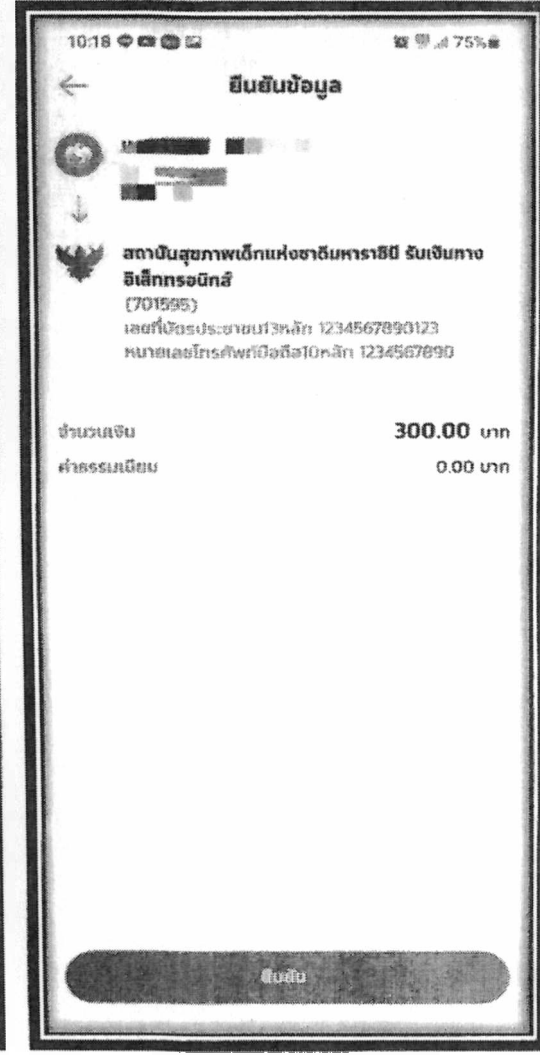 10:18 75%
ยืนยันข้อมูล
สถาบันสุขภาพเด็กแห่งชาติมหาราชินี รับเงินทาง
อิเล็กทรอนิกส์
(701595)
เลขที่บัตรประชาชน13หลัก 1234567890123
หมายเลขโทรศัพท์มือถือ10หลัก 1234567890
จำนวนเงิน 300.00 บาท
ค่าธรรมเนียม 0.00 บาท
ยืนยัน